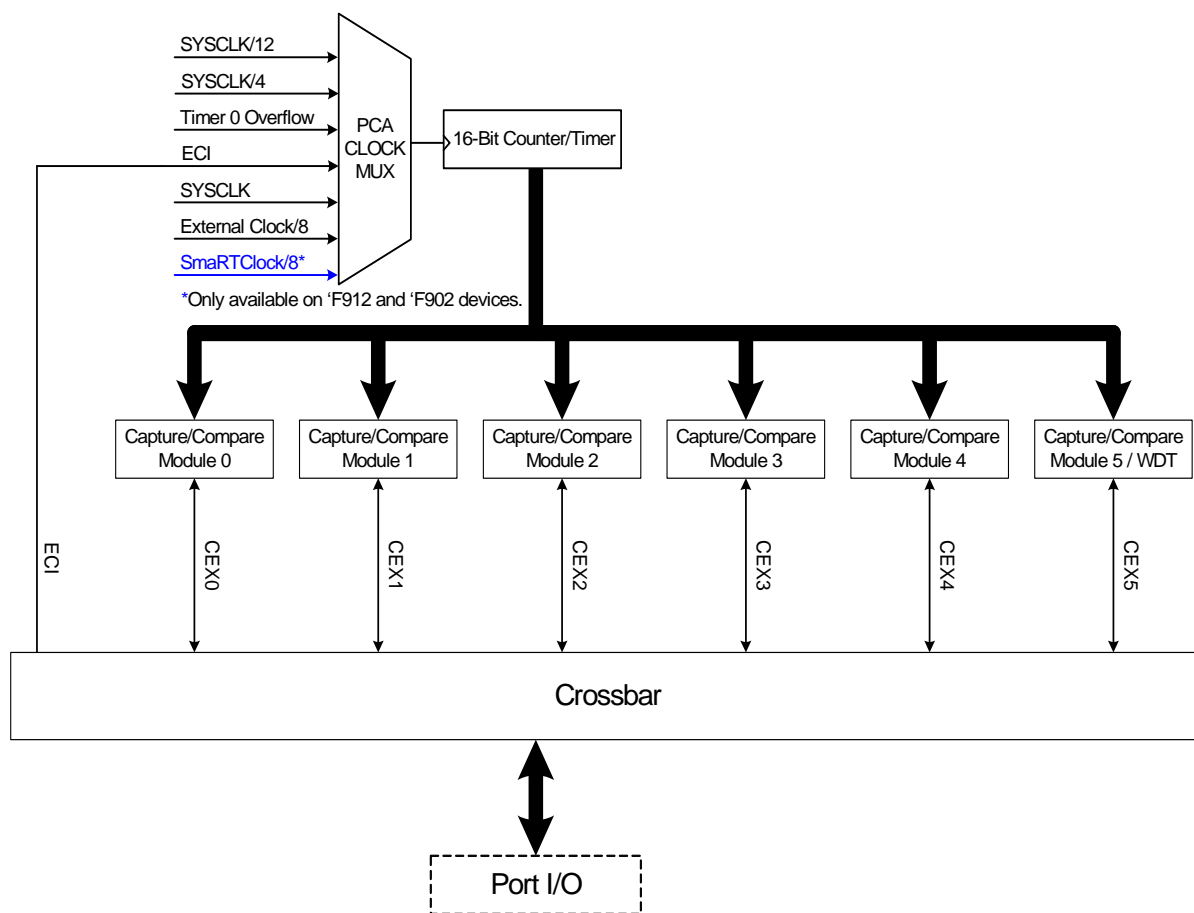 SYSCLK/12
SYSCLK/4
Timer 0 Overflow
ECI
SYSCLK
External Clock/8
SmaRTClock/8*
PCA
CLOCK
MUX
16-Bit Counter/Timer
*Only available on ‘F912 and ‘F902 devices.
Capture/Compare
Module 0
Capture/Compare
Module 1
Capture/Compare
Module 2
Capture/Compare
Module 3
Capture/Compare
Module 4
Capture/Compare
Module 5 / WDT
ECI
CEX0
CEX1
CEX2
CEX3
CEX4
CEX5
Crossbar
Port I/O